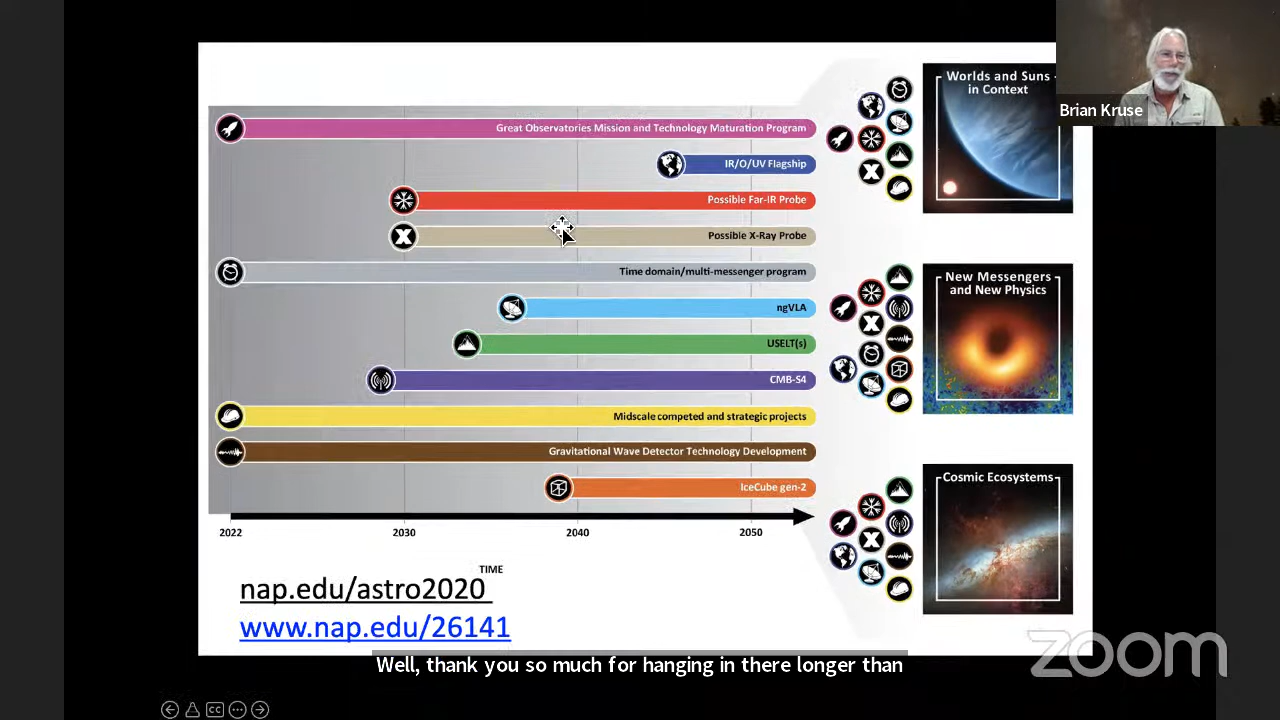 Worlds and Suns
in Context
Brian Kruse
Great Observatories Mission and Technology Maturation Program
IR/O/UV Flagship
Possible Far-IR Probe
X
Possible X-Ray Probe
Time domain/multi-messenger program
ngVLA
USELT(s)
CMB-S4
Midscale competed and strategic projects
Gravitational Wave Detector Technology Development
IceCube gen-2
New Messengers
and New Physics
Cosmic Ecosystems
2022
2030
2040
2050
TIME
nap.edu/astro2020
www.nap.edu/26141
zoom
Well, thank you so much for hanging in there longer than
CC